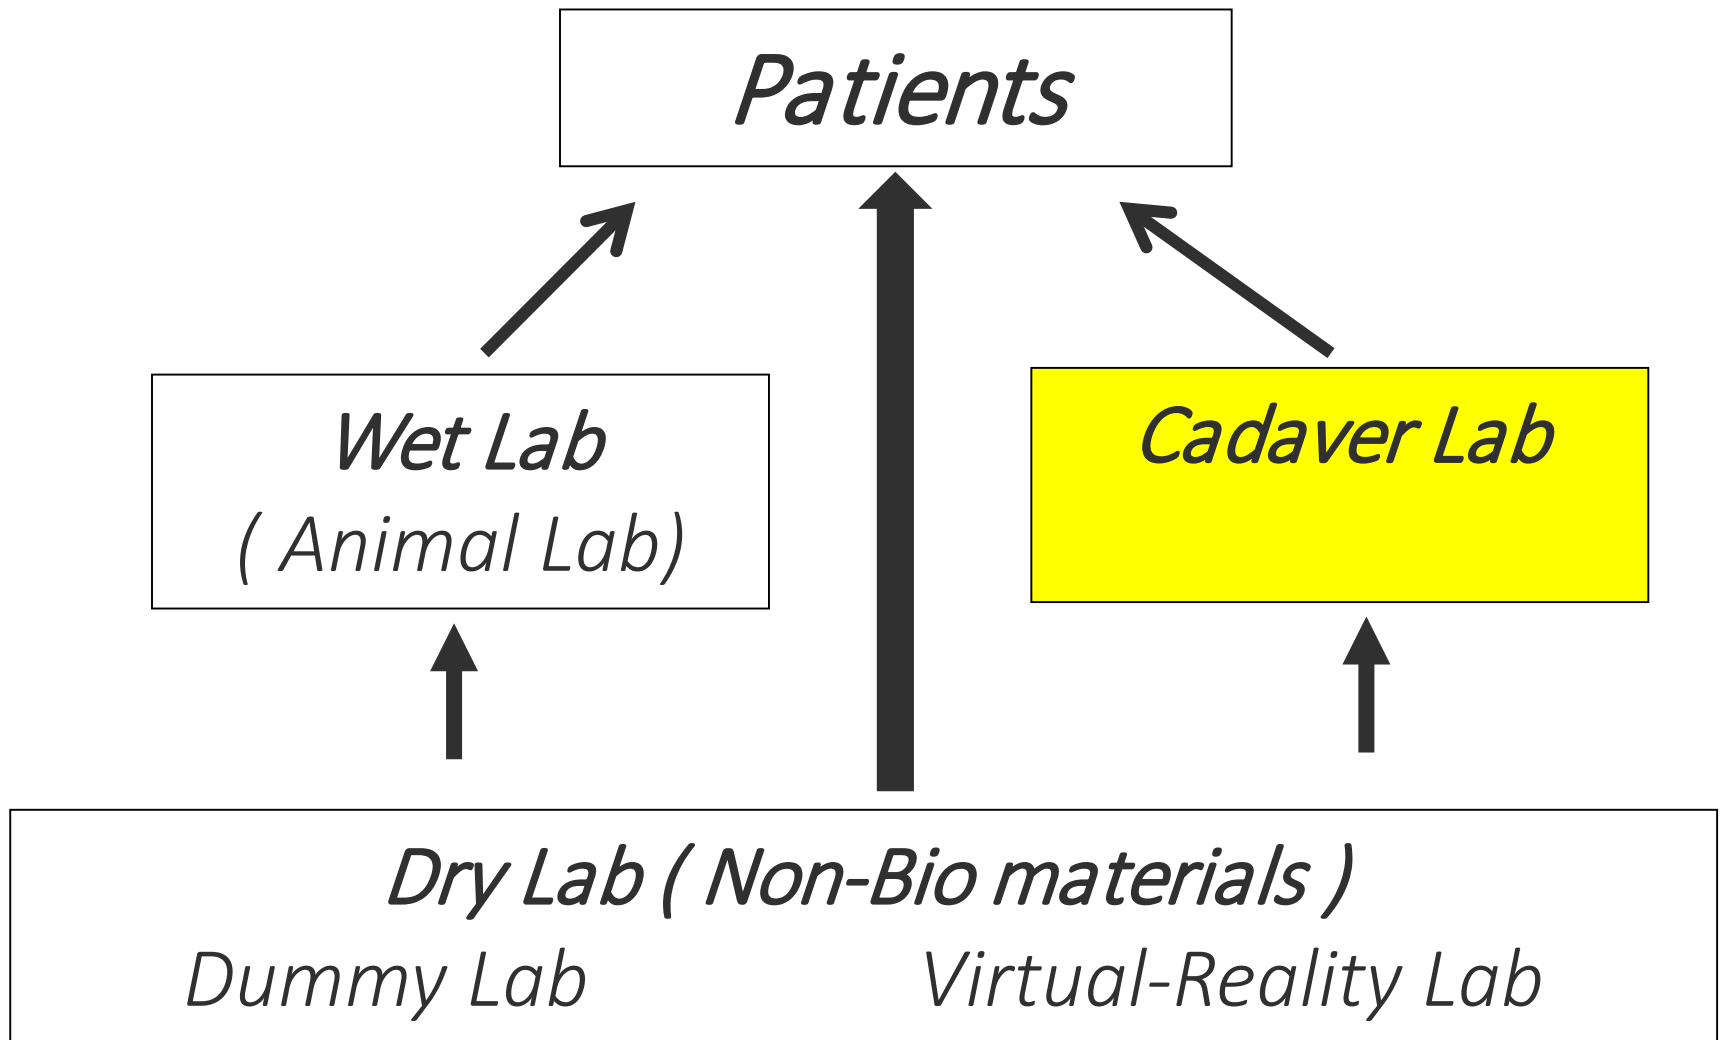 Patients
Wet Lab
( Animal Lab)
Cadaver Lab
Dry Lab ( Non-Bio materials )
Dummy Lab
Virtual-Reality Lab